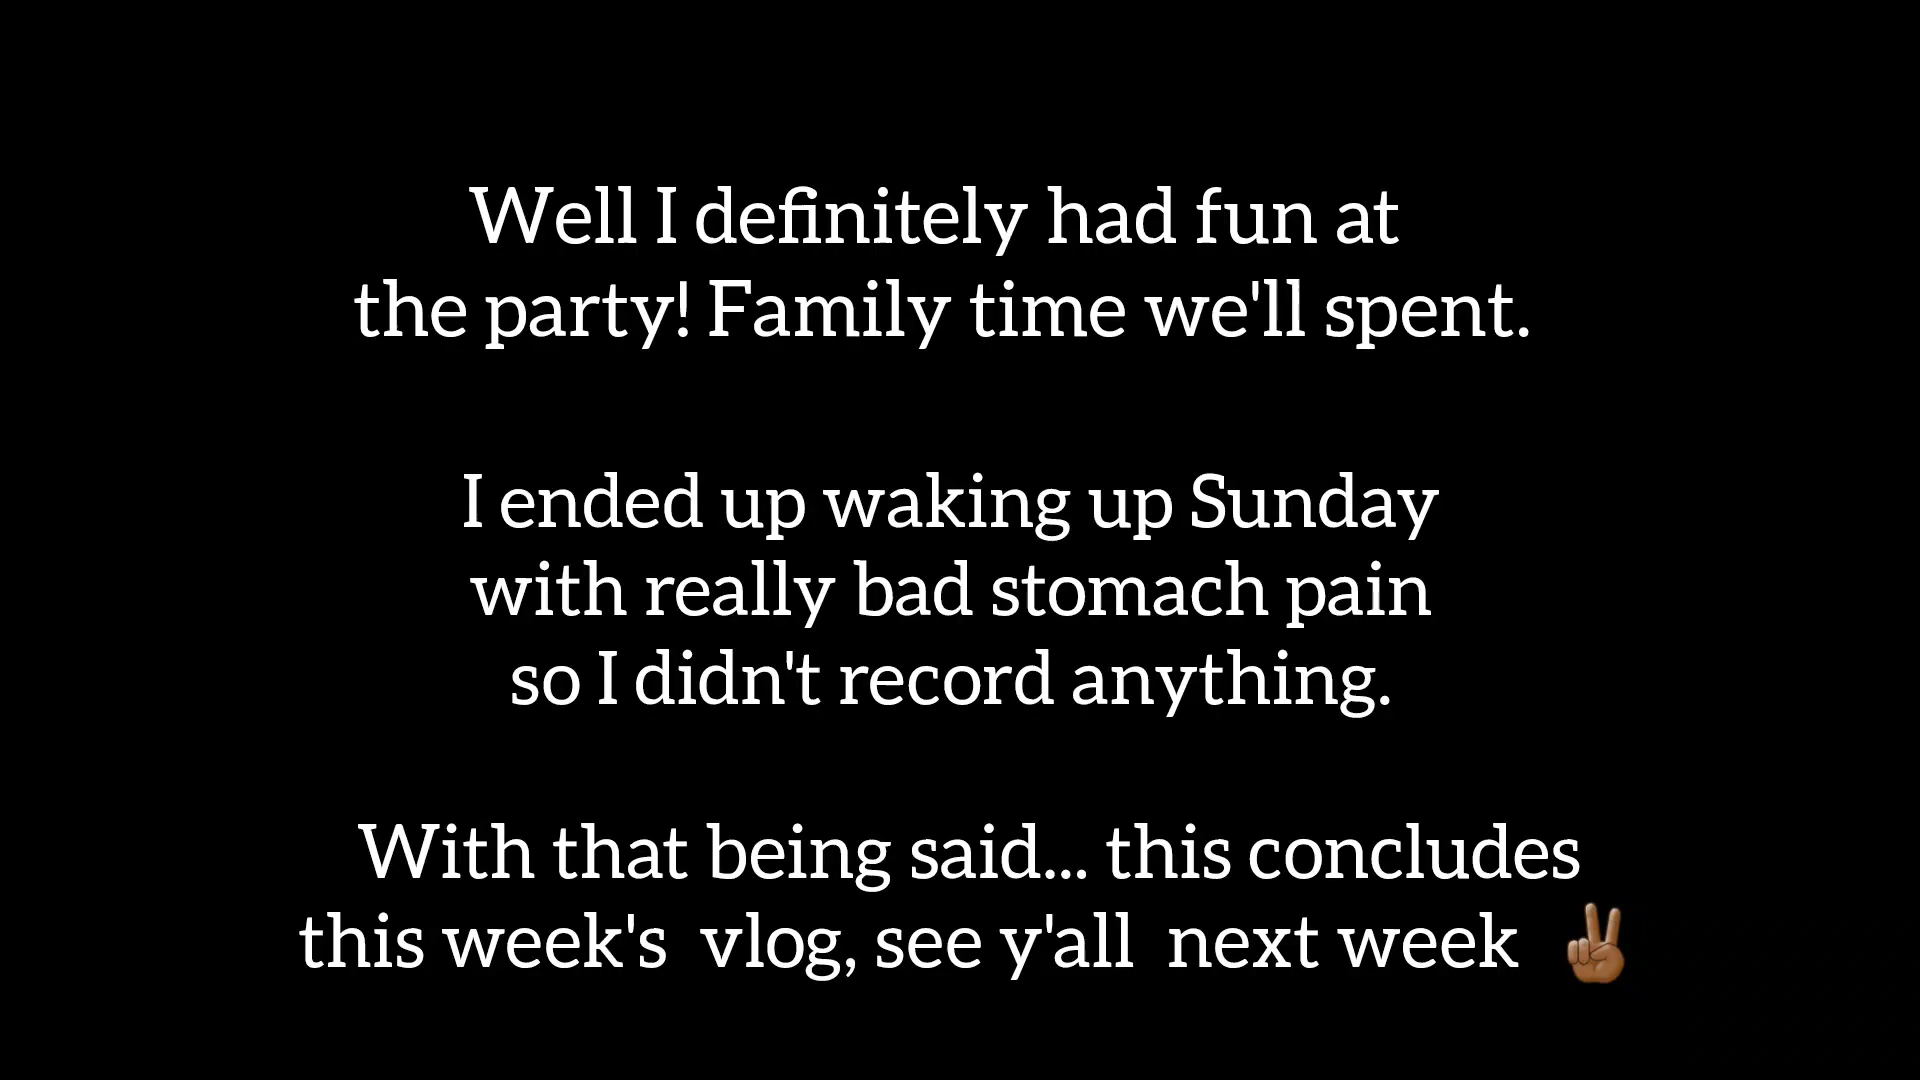 Well I definitely had fun at
the party! Family time we'll spent.
I ended up waking up Sunday
with really bad stomach pain
so I didn't record anything.
With that being said... this concludes
this week's  vlog, see y'all  next week ✌🏾